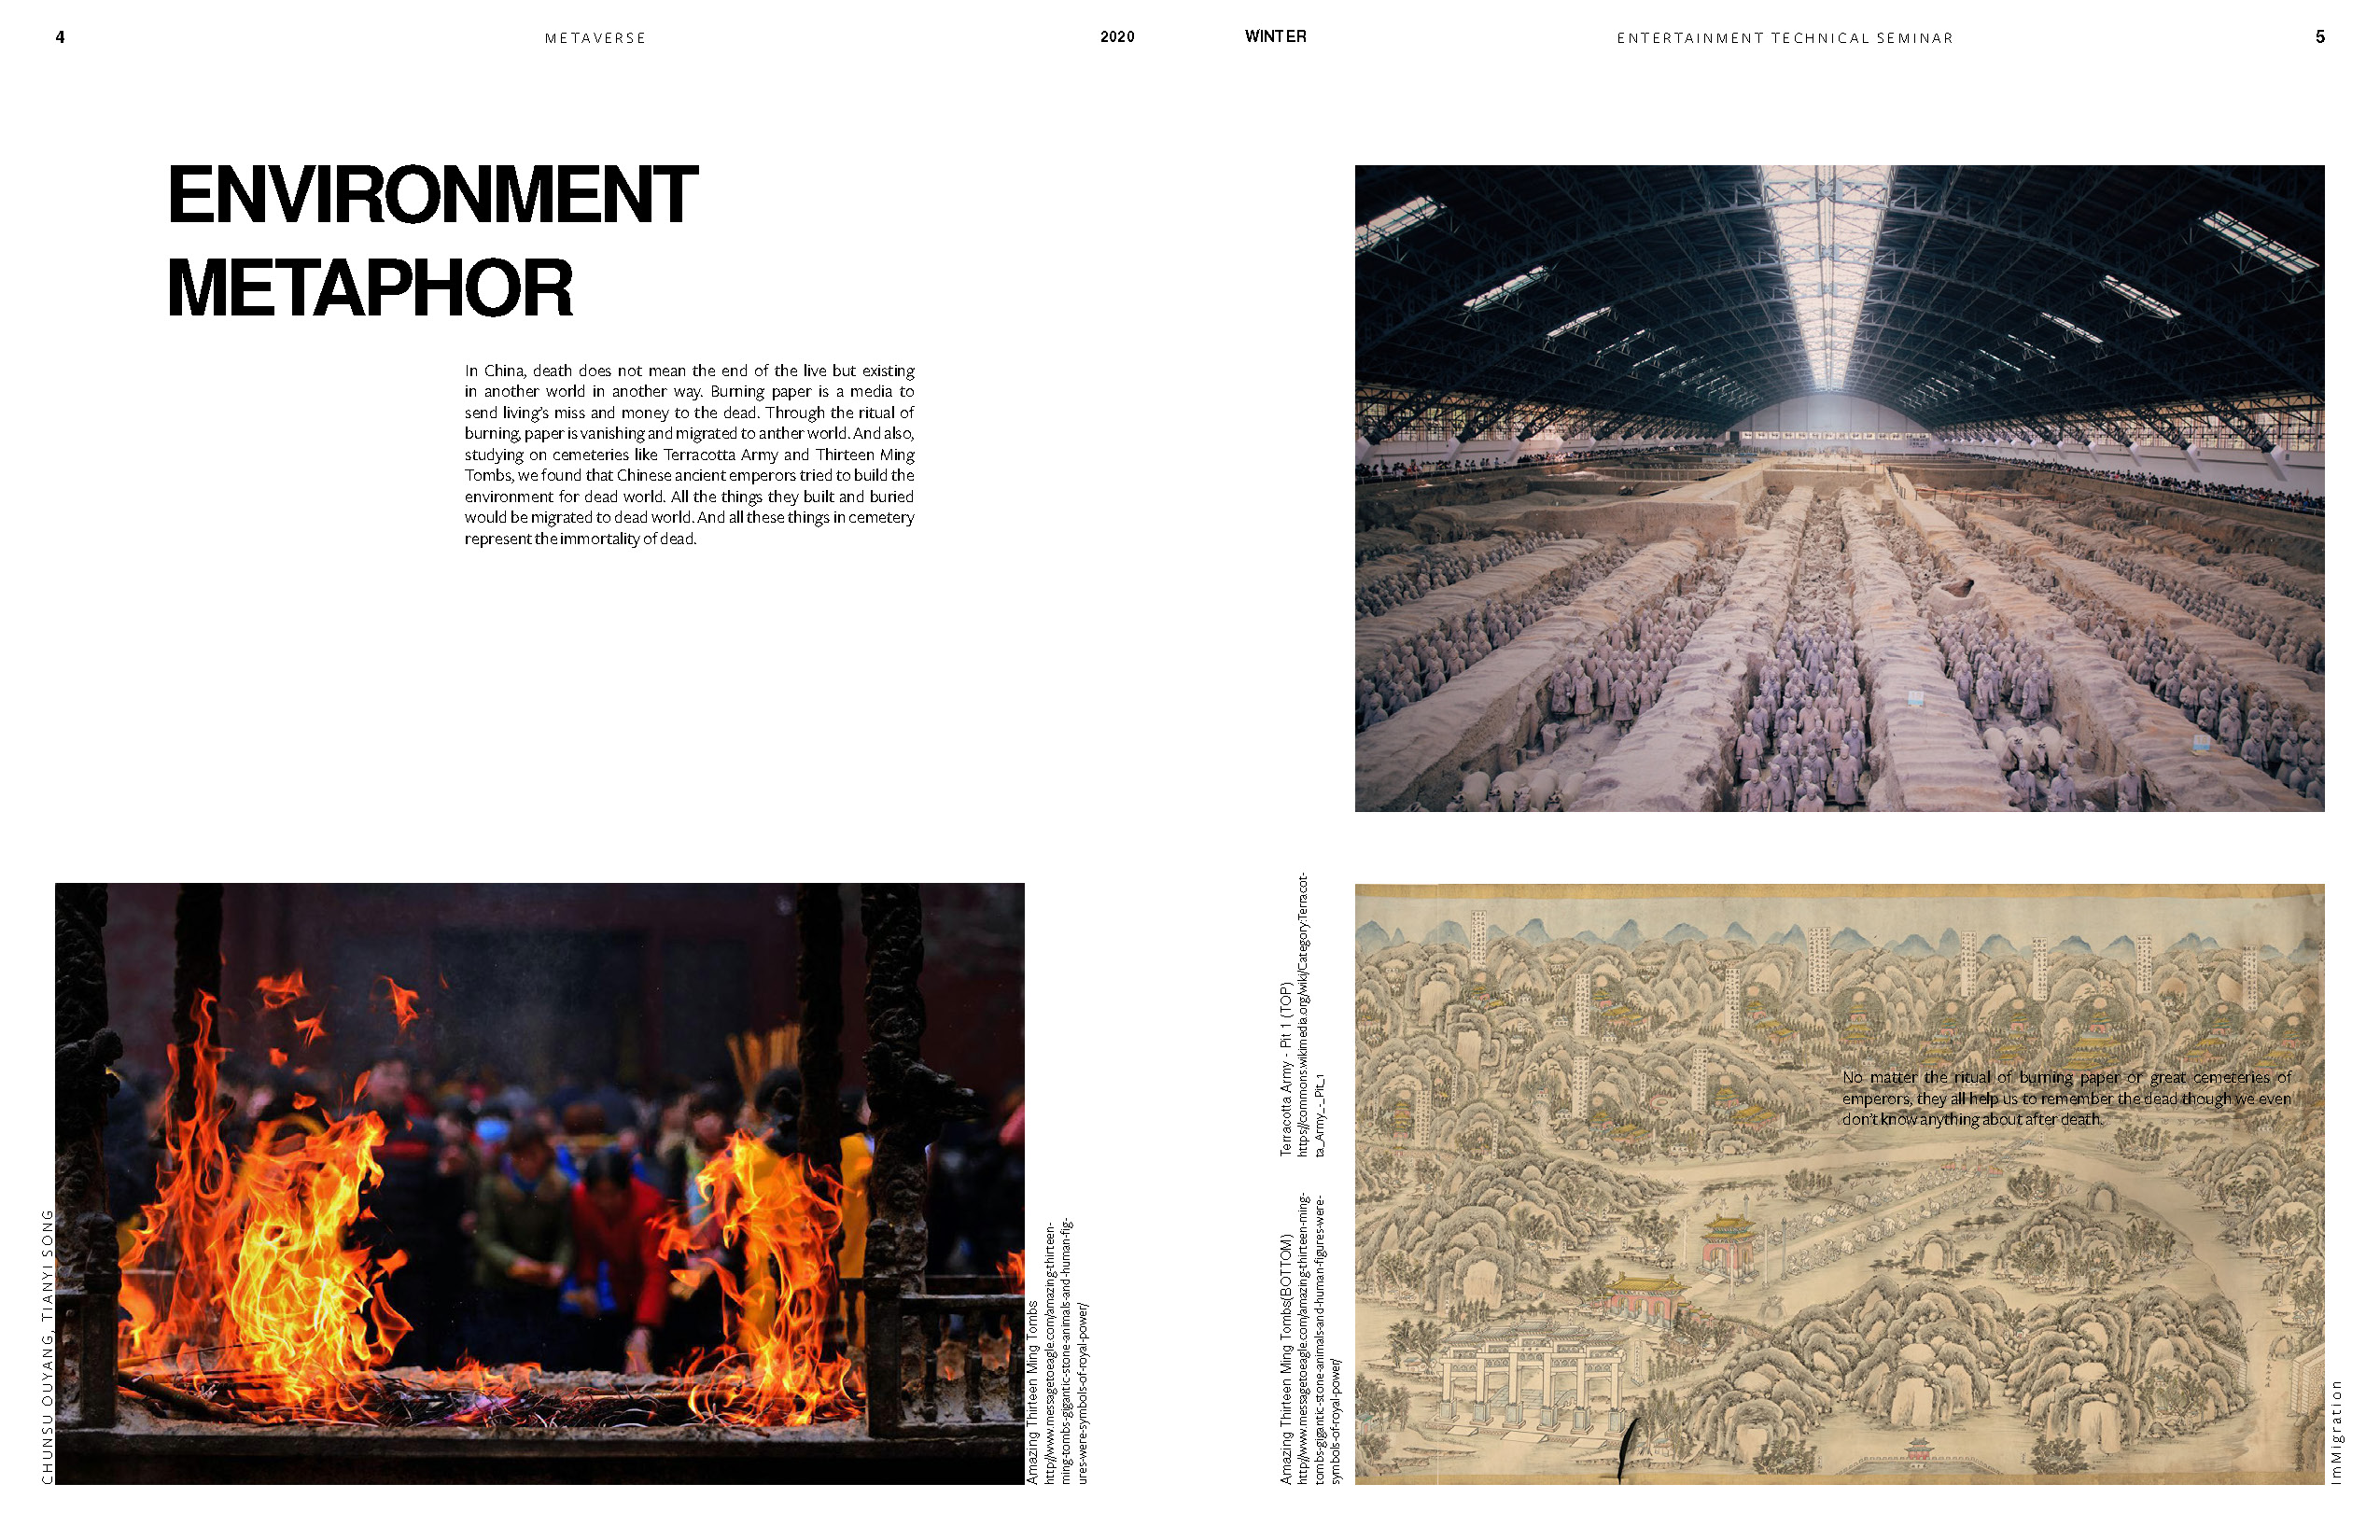 4
METAVERSE
2020
WINTER
ENTERTAINMENT TECHNICAL SEMINAR
5
ENVIRONMENT
METAPHOR
In China, death does not mean the end of the live but existing
in another world in another way. Burning paper is a media to
send living's miss and money to the dead. Through the ritual of
burning, paper is vanishing and migrated to anther world. And also,
studying on cemeteries like Terracotta Army and Thirteen Ming
Tombs, we found that Chinese ancient emperors tried to build the
environment for dead world. All the things they built and buried
would be migrated to dead world. And all these things in cemetery
represent the immortality of dead.
CHUNSU OUYANG, TIANYI SONG
Amazing Thirteen Ming Tombs
http://www.messagetoeagle.com/amazing-thirteen-
ming-tombs-gigantic-stone-animals-and-human-fig-
ures-were-symbols-of-royal-power/
Terracotta Army - Pit 1 (TOP)
https://commons.wikimedia.org/wiki/Category:Terracot-
ta_Army_-_Pit_1
Amazing Thirteen Ming Tombs(BOTTOM)
http://www.messagetoeagle.com/amazing-thirteen-ming-
tombs-gigantic-stone-animals-and-human-figures-were-
symbols-of-royal-power/
No matter the ritual of burning paper or great cemeteries of
emperors, they all help us to remember the dead though we even
don't know anything about after death.
ImMigration